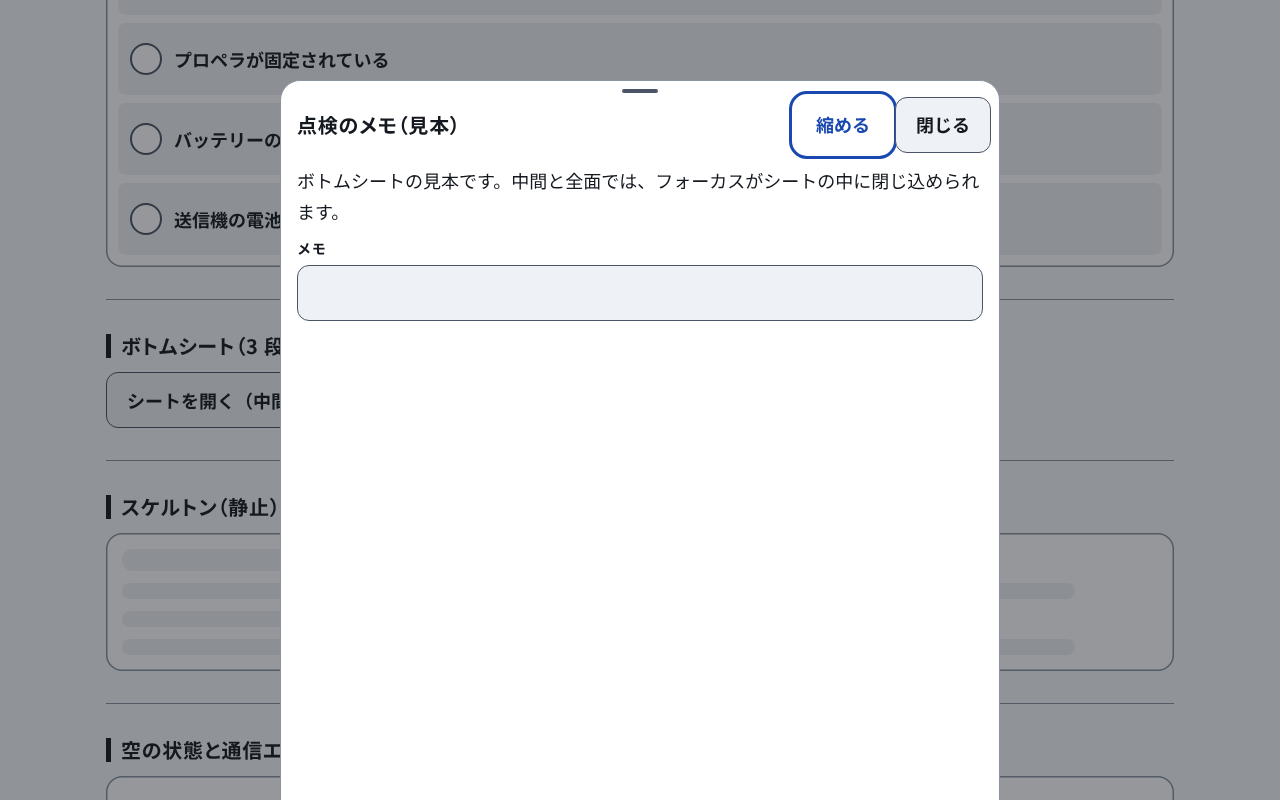 プロペラが固定されている
点検のメモ（見本）
縮める
閉じる
バッテリーの
ボトムシートの見本です。中間と全面では、フォーカスがシートの中に閉じ込められ
ます。
送信機の電池
メモ
ボトムシート（3 段
シートを開く（中間
スケルトン（静止）
空の状態と通信エ